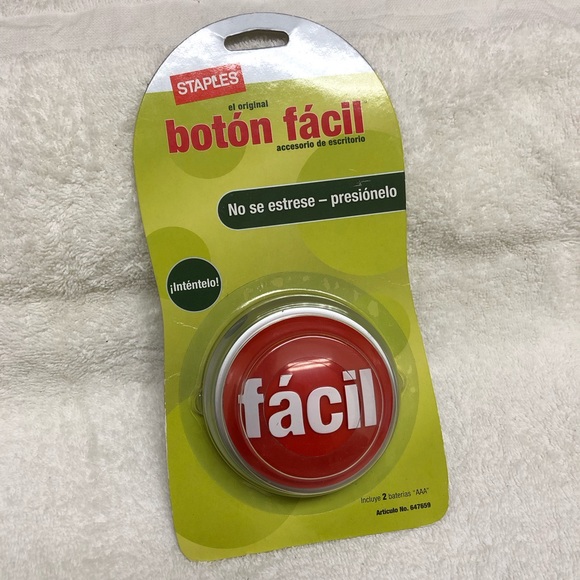 STAPLES
el original
botón fácil
accesorio de escritorio
No se estrese – presiónelo
¡Inténtelo!
fácil
Incluye 2 baterías "AAA"
Artículo No. 647659